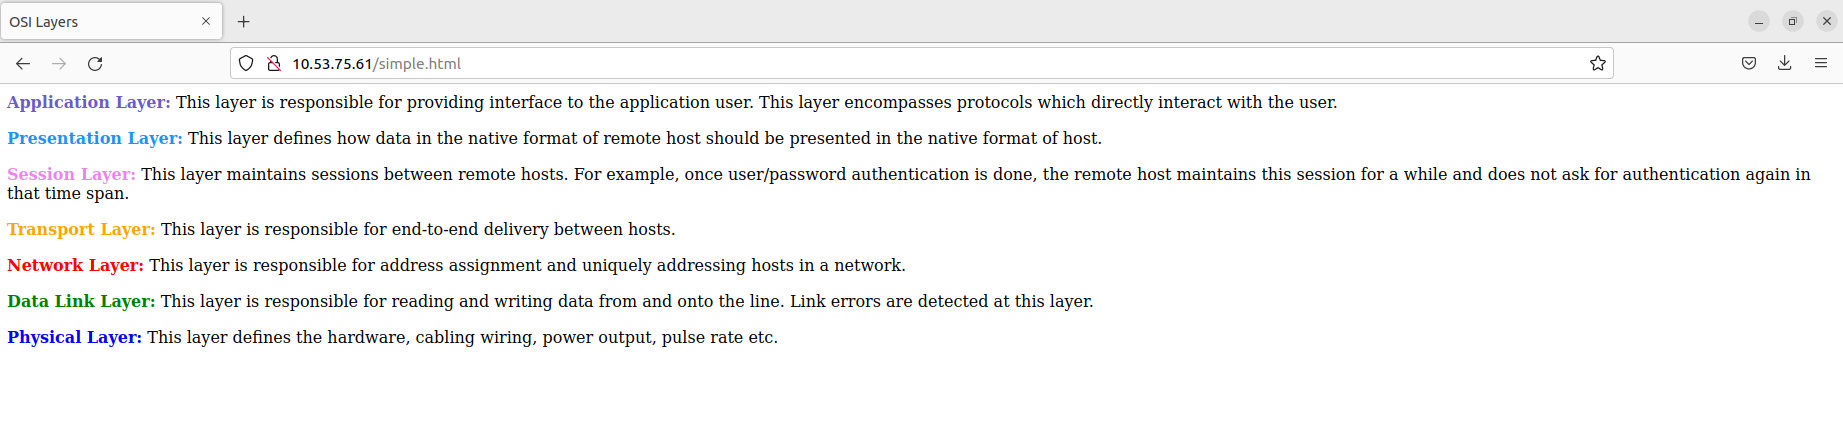 OSI Layers
10.53.75.61/simple.html
Application Layer: This layer is responsible for providing interface to the application user. This layer encompasses protocols which directly interact with the user.
Presentation Layer: This layer defines how data in the native format of remote host should be presented in the native format of host.
Session Layer: This layer maintains sessions between remote hosts. For example, once user/password authentication is done, the remote host maintains this session for a while and does not ask for authentication again in
that time span.
Transport Layer: This layer is responsible for end-to-end delivery between hosts.
Network Layer: This layer is responsible for address assignment and uniquely addressing hosts in a network.
Data Link Layer: This layer is responsible for reading and writing data from and onto the line. Link errors are detected at this layer.
Physical Layer: This layer defines the hardware, cabling wiring, power output, pulse rate etc.